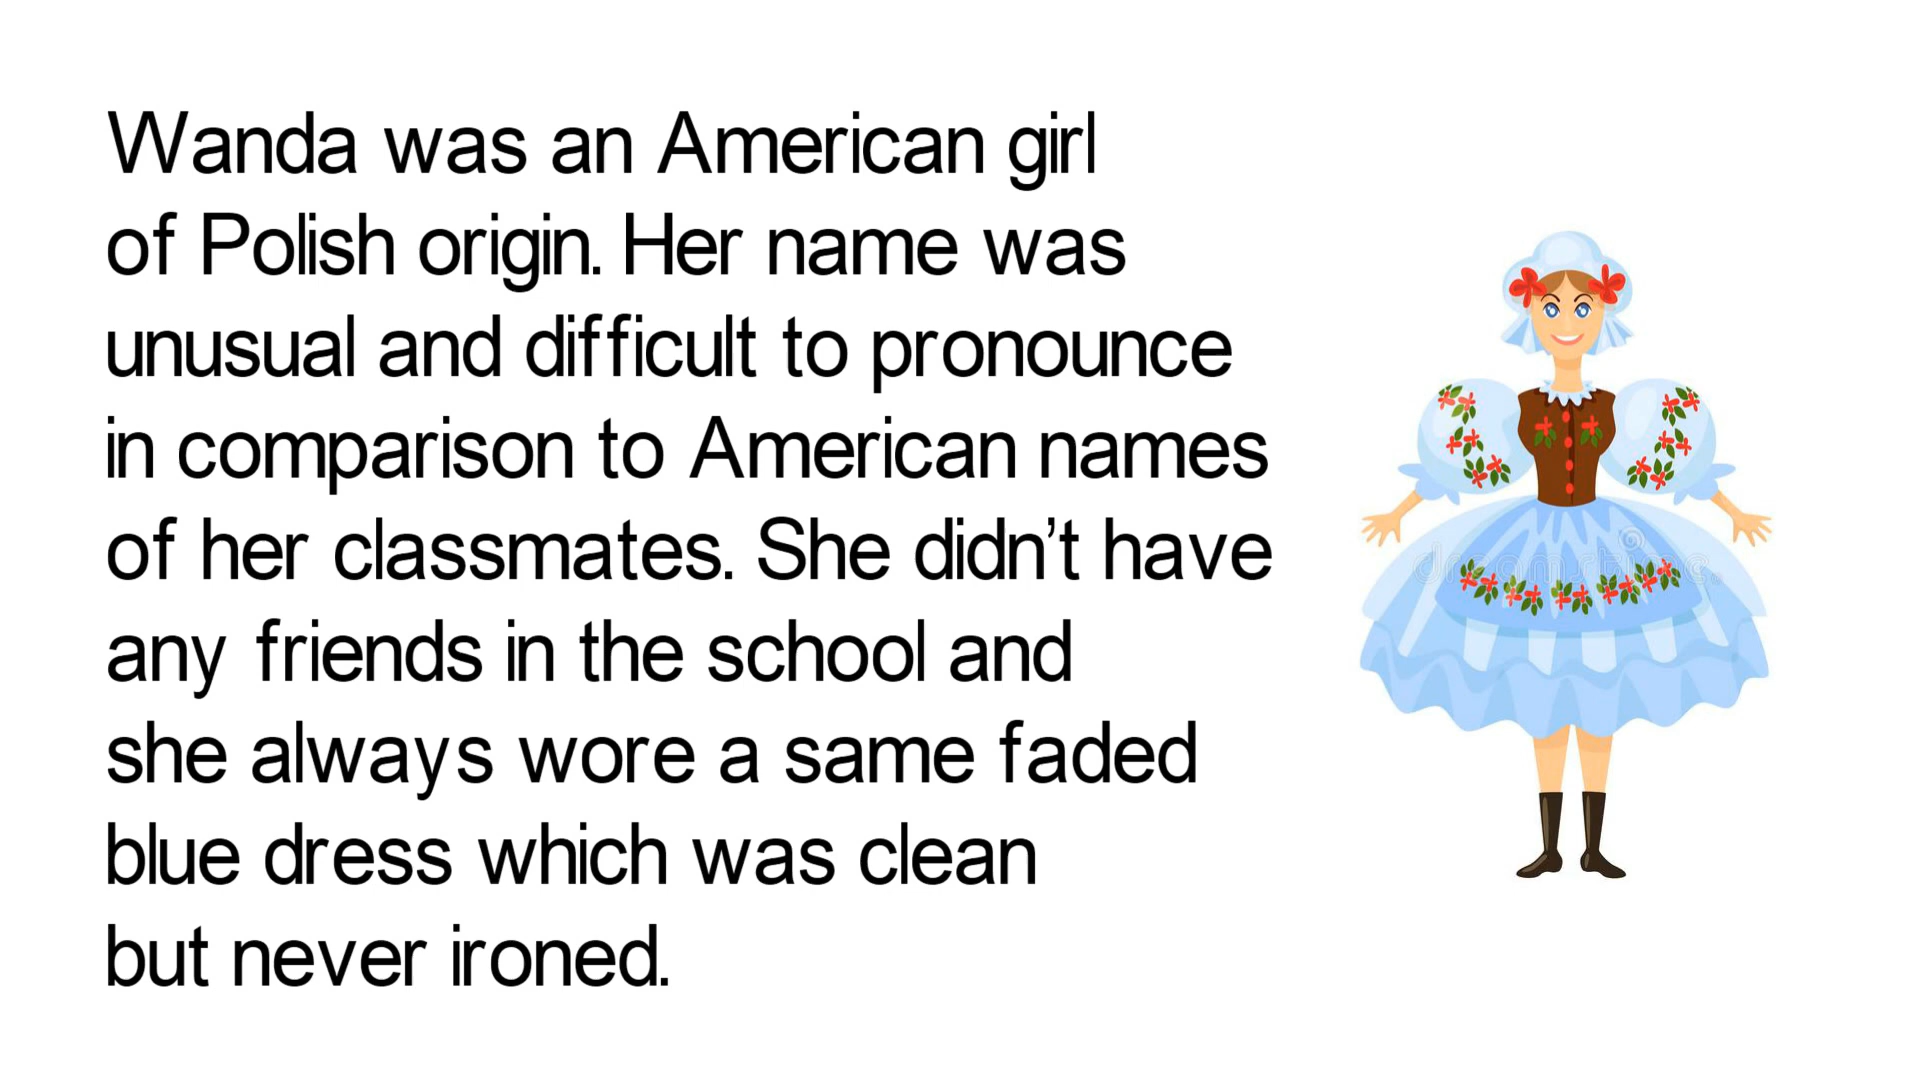 Wanda was an American girl
of Polish origin. Her name was
unusual and difficult to pronounce
in comparison to American names
of her classmates. She didn’t have
any friends in the school and
she always wore a same faded
blue dress which was clean
but never ironed.
dreamstime.